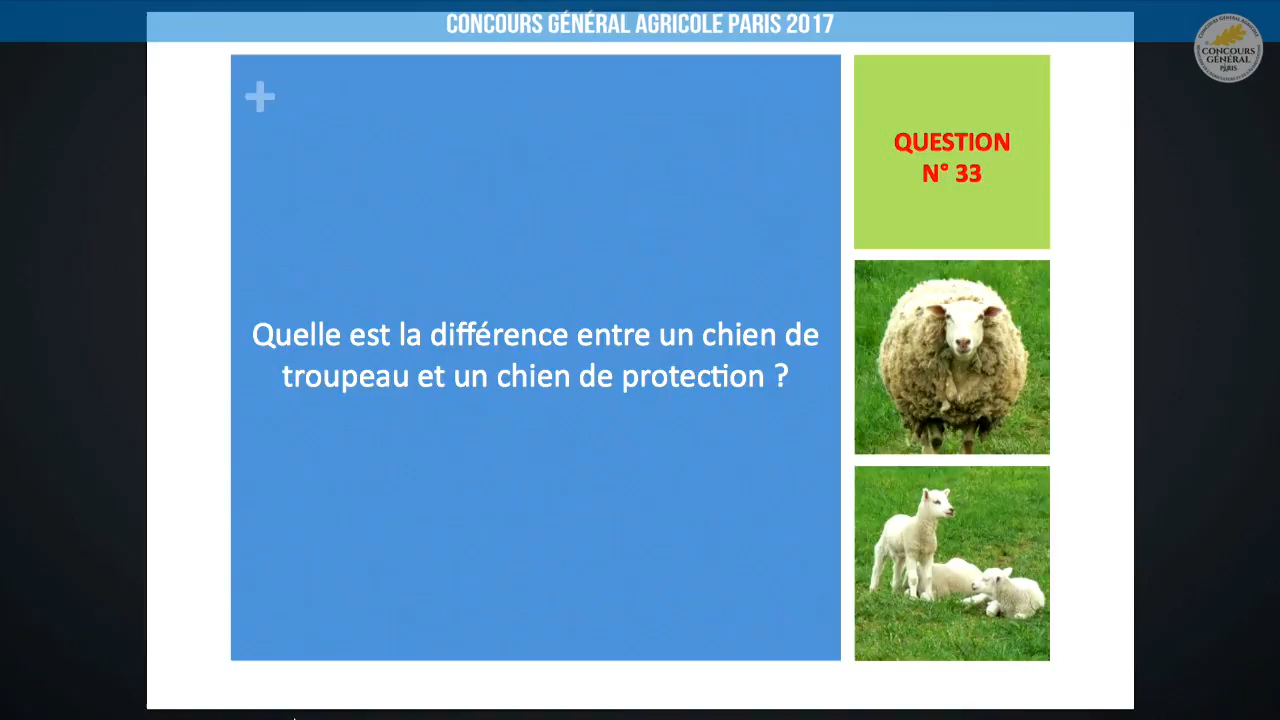 CONCOURS GÉNÉRAL AGRICOLE PARIS 2017
CONCOURS
GÉNÉRAL
PARIS
+
QUESTION
N° 33
Quelle est la différence entre un chien de
troupeau et un chien de protection ?